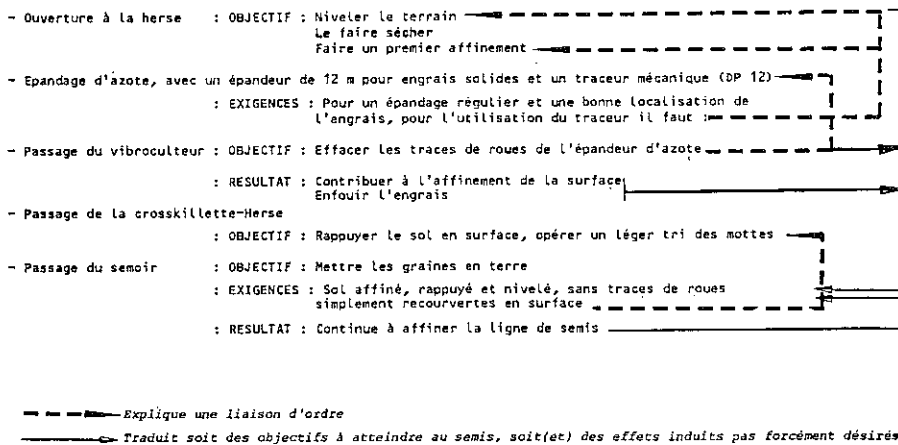 - Ouverture à la herse : OBJECTIF : Niveler le terrain
Le faire sécher
Faire un premier affinement
- Epandage d'azote, avec un épandeur de 12 m pour engrais solides et un traceur mécanique (DP 12)
: EXIGENCES : Pour un épandage régulier et une bonne localisation de
l'engrais, pour l'utilisation du traceur il faut :
- Passage du vibroculteur : OBJECTIF : Effacer les traces de roues de l'épandeur d'azote
: RESULTAT : Contribuer à l'affinement de la surface
Enfouir l'engrais
- Passage de la crosskillette-Herse
: OBJECTIF : Rappuyer le sol en surface, opérer un léger tri des mottes
- Passage du semoir : OBJECTIF : Mettre les graines en terre
: EXIGENCES : Sol affiné, rappuyé et nivelé, sans traces de roues
simplement recourvertes en surface
: RESULTAT : Continue à affiner la ligne de semis
Explique une liaison d'ordre
Traduit soit des objectifs à atteindre au semis, soit(et) des effets induits pas forcément désirés